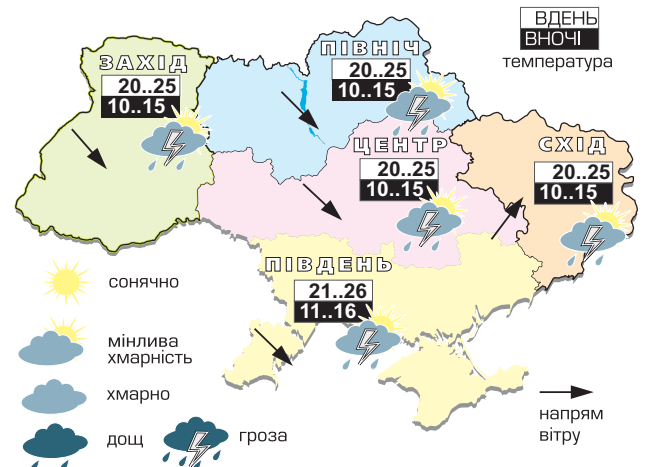 ВДЕНЬ
ВНОЧІ
температура
ЗАХІД
20..25
10..15
ПІВНІЧ
20..25
10..15
ЦЕНТР
20..25
10..15
СХІД
20..25
10..15
ПІВДЕНЬ
21..26
11..16
сонячно
мінлива
хмарність
хмарно
дощ
гроза
напрям
вітру